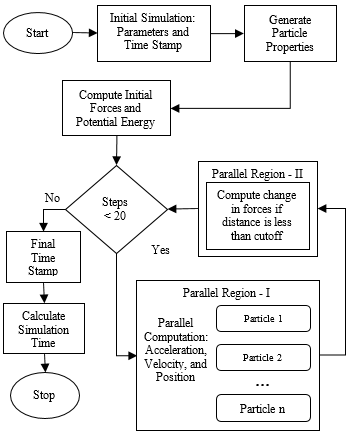 Start
Initial Simulation:
Parameters and
Time Stamp
Generate
Particle
Properties
Compute Initial
Forces and
Potential Energy
Steps
< 20
No
Yes
Parallel Region - II
Compute change
in forces if
distance is less
than cutoff
Final
Time
Stamp
Calculate
Simulation
Time
Stop
Parallel Region - I
Parallel
Computation:
Acceleration,
Velocity, and
Position
Particle 1
Particle 2
...
Particle n